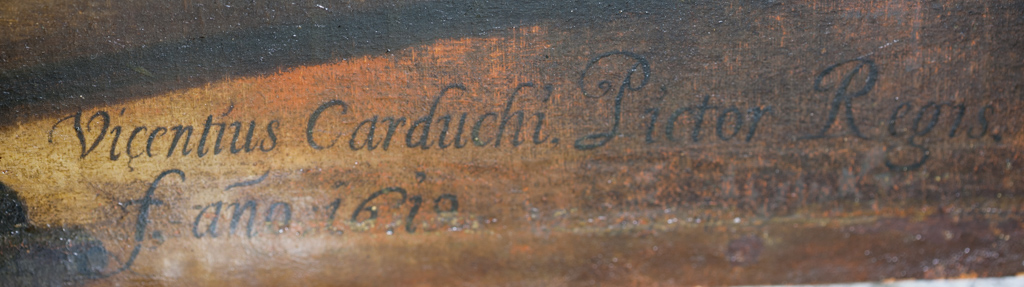 Viçentius Carduchi. Pictor Regis.
f. año 1619